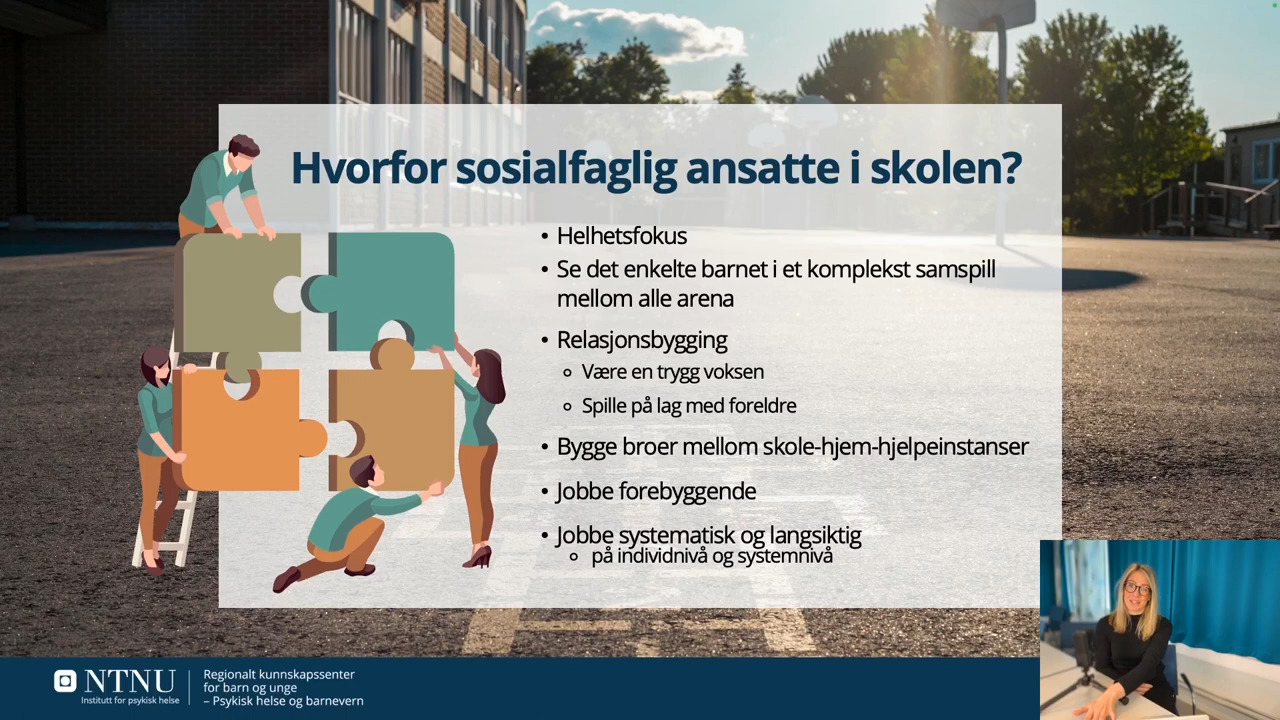 Hvorfor sosialfaglig ansatte i skolen?
• Helhetsfokus
• Se det enkelte barnet i et komplekst samspill
mellom alle arena
• Relasjonsbygging
○ Være en trygg voksen
○ Spille på lag med foreldre
• Bygge broer mellom skole-hjem-hjelpeinstanser
• Jobbe forebyggende
• Jobbe systematisk og langsiktig
○ på individnivå og systemnivå
NTNU
Institutt for psykisk helse
Regionalt kunnskapssenter
for barn og unge
– Psykisk helse og barnevern